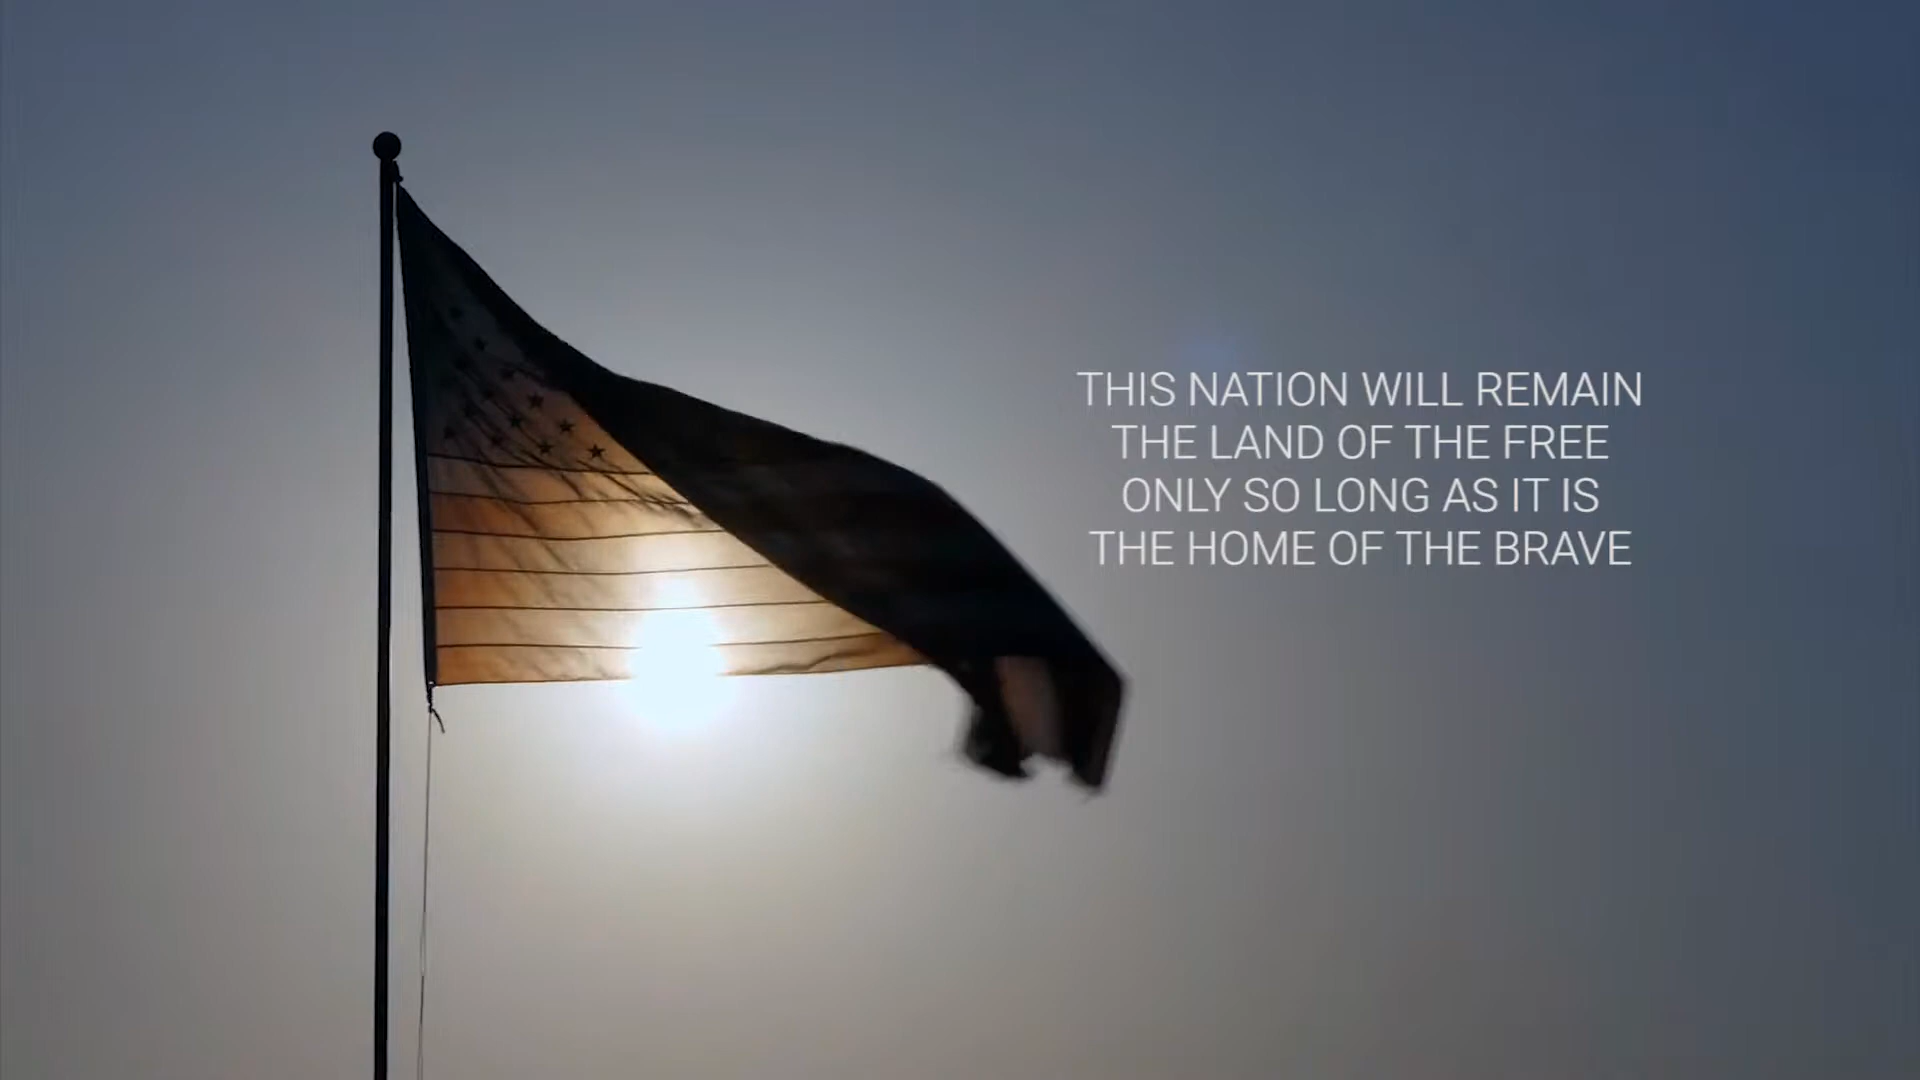 THIS NATION WILL REMAIN
THE LAND OF THE FREE
ONLY SO LONG AS IT IS
THE HOME OF THE BRAVE